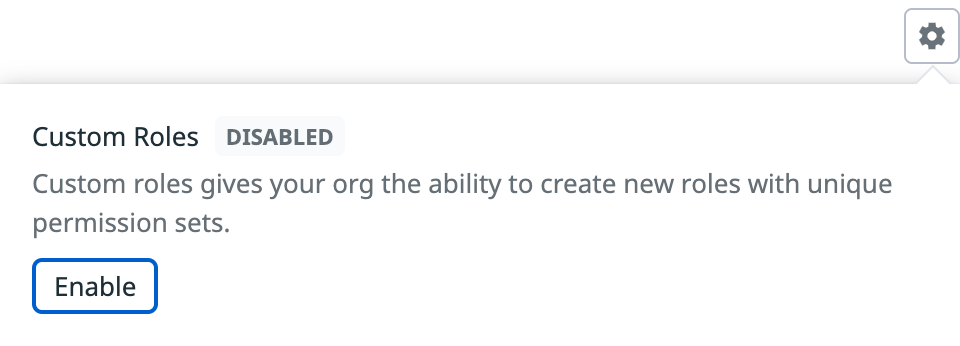 Custom Roles DISABLED
Custom roles gives your org the ability to create new roles with unique
permission sets.
Enable